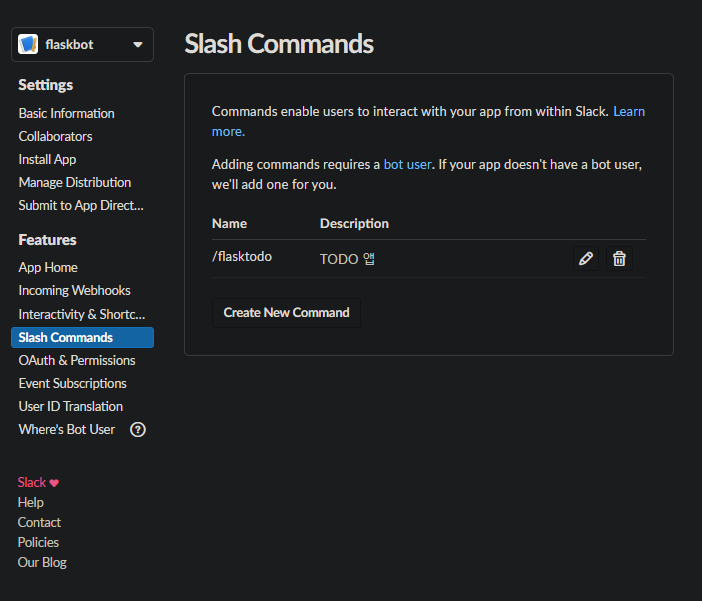 flaskbot
Slash Commands
Settings
Basic Information
Collaborators
Install App
Manage Distribution
Submit to App Direct...
Features
App Home
Incoming Webhooks
Interactivity & Shortc...
Slash Commands
OAuth & Permissions
Event Subscriptions
User ID Translation
Where's Bot User ?
Slack ♥
Help
Contact
Policies
Our Blog
Commands enable users to interact with your app from within Slack. Learn
more.
Adding commands requires a bot user. If your app doesn't have a bot user,
we'll add one for you.
Name Description
/flasktodo TODO 앱
Create New Command